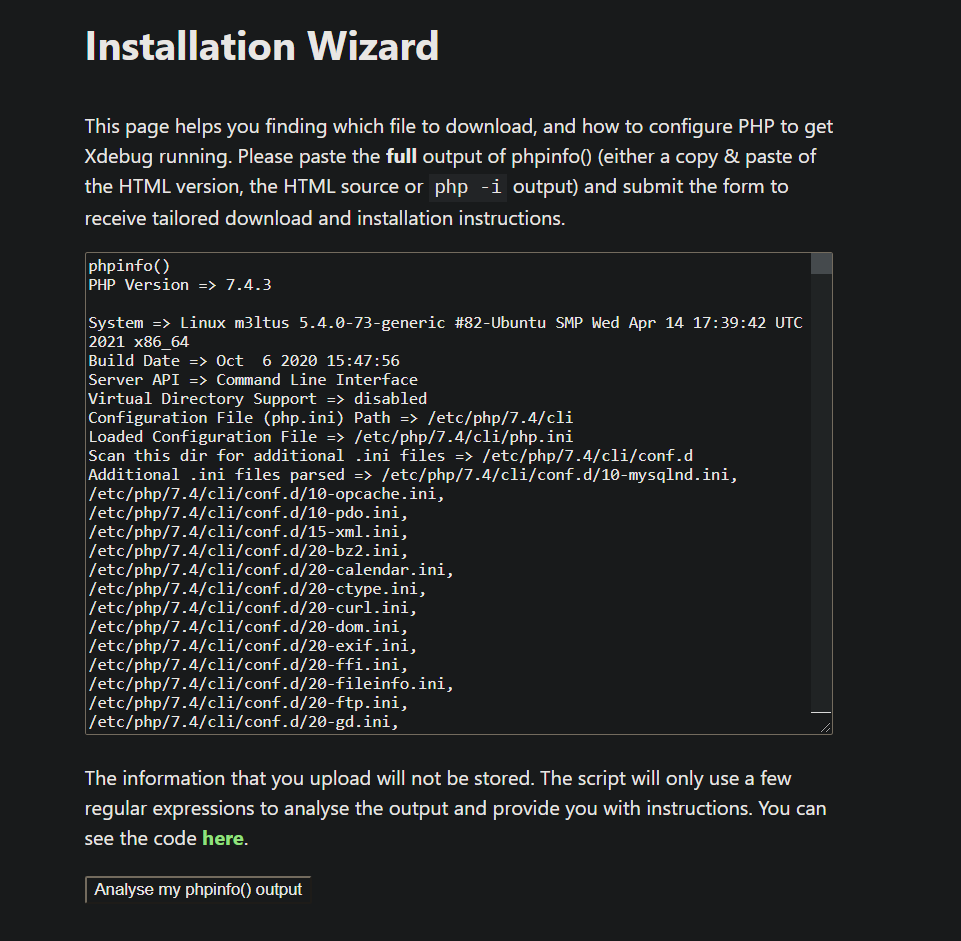 Installation Wizard
This page helps you finding which file to download, and how to configure PHP to get
Xdebug running. Please paste the full output of phpinfo() (either a copy & paste of
the HTML version, the HTML source or php -i output) and submit the form to
receive tailored download and installation instructions.
phpinfo()
PHP Version => 7.4.3
System => Linux m3ltus 5.4.0-73-generic #82-Ubuntu SMP Wed Apr 14 17:39:42 UTC
2021 x86_64
Build Date => Oct  6 2020 15:47:56
Server API => Command Line Interface
Virtual Directory Support => disabled
Configuration File (php.ini) Path => /etc/php/7.4/cli
Loaded Configuration File => /etc/php/7.4/cli/php.ini
Scan this dir for additional .ini files => /etc/php/7.4/cli/conf.d
Additional .ini files parsed => /etc/php/7.4/cli/conf.d/10-mysqlnd.ini,
/etc/php/7.4/cli/conf.d/10-opcache.ini,
/etc/php/7.4/cli/conf.d/10-pdo.ini,
/etc/php/7.4/cli/conf.d/15-xml.ini,
/etc/php/7.4/cli/conf.d/20-bz2.ini,
/etc/php/7.4/cli/conf.d/20-calendar.ini,
/etc/php/7.4/cli/conf.d/20-ctype.ini,
/etc/php/7.4/cli/conf.d/20-curl.ini,
/etc/php/7.4/cli/conf.d/20-dom.ini,
/etc/php/7.4/cli/conf.d/20-exif.ini,
/etc/php/7.4/cli/conf.d/20-ffi.ini,
/etc/php/7.4/cli/conf.d/20-fileinfo.ini,
/etc/php/7.4/cli/conf.d/20-ftp.ini,
/etc/php/7.4/cli/conf.d/20-gd.ini,
The information that you upload will not be stored. The script will only use a few
regular expressions to analyse the output and provide you with instructions. You can
see the code here.
Analyse my phpinfo() output